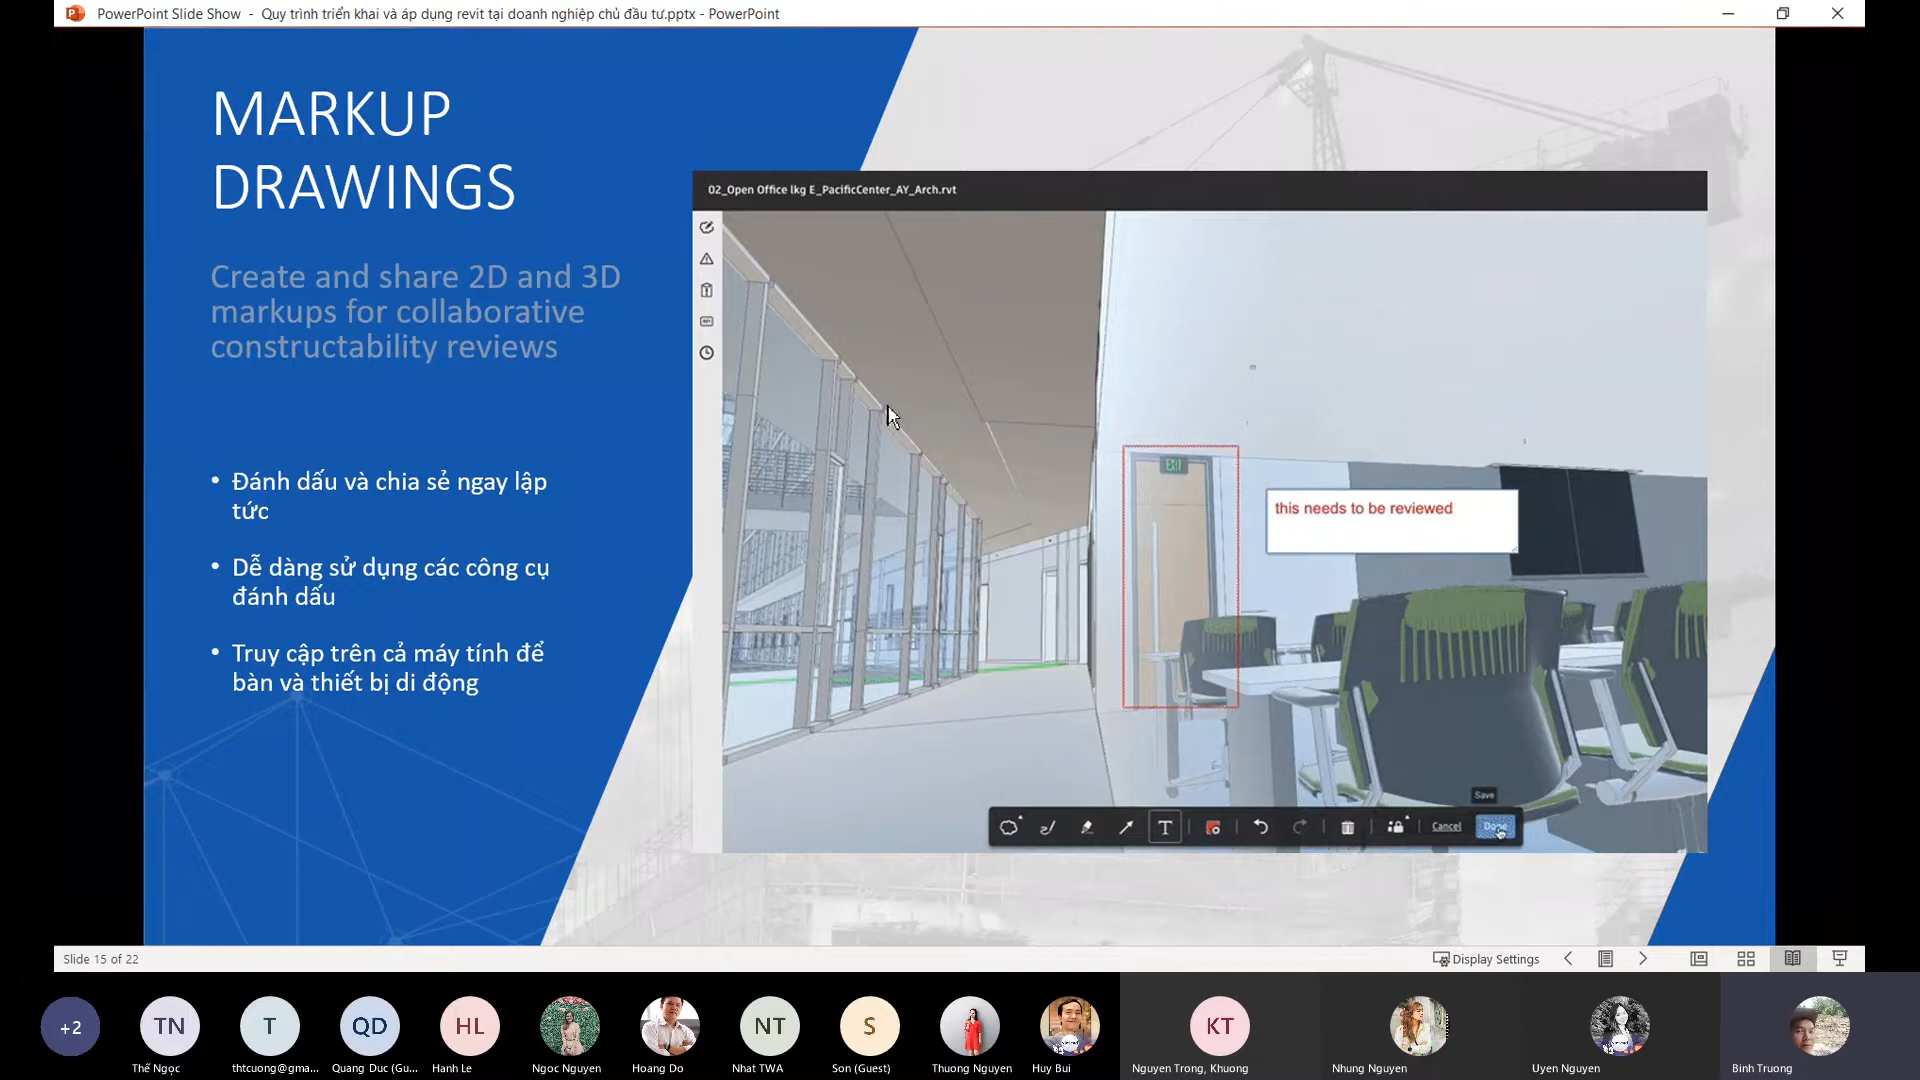 PowerPoint Slide Show - Quy trình triển khai và áp dụng revit tại doanh nghiệp chủ đầu tư.pptx - PowerPoint
MARKUP
DRAWINGS
Create and share 2D and 3D
markups for collaborative
constructability reviews
• Đánh dấu và chia sẻ ngay lập
tức
• Dễ dàng sử dụng các công cụ
đánh dấu
• Truy cập trên cả máy tính để
bàn và thiết bị di động
02_Open Office lkg E_PacificCenter_AY_Arch.rvt
EXIT
this needs to be reviewed
Save
T
Cancel
Done
Slide 15 of 22
Display Settings
+2
TN
T
QD
HL
NT
S
KT
Thế Ngọc
thtcuong@gma...
Quang Duc (Gu...
Hanh Le
Ngoc Nguyen
Hoang Do
Nhat TWA
Son (Guest)
Thuong Nguyen
Huy Bui
Nguyen Trong, Khuong
Nhung Nguyen
Uyen Nguyen
Binh Truong